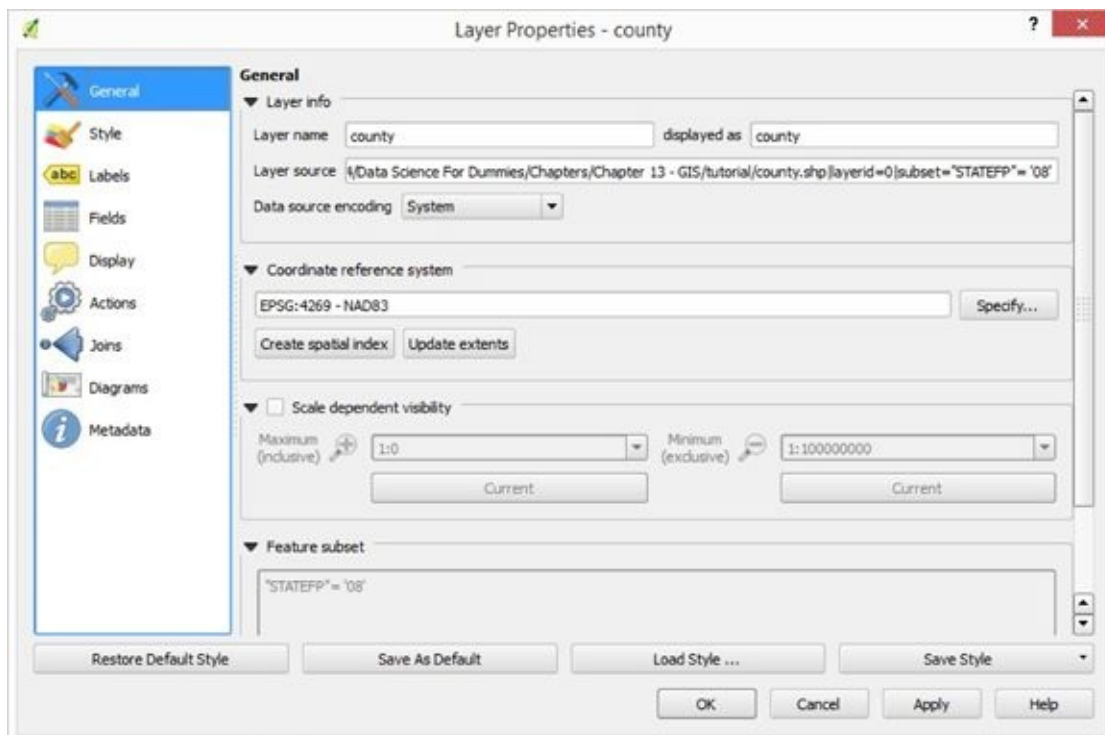 Layer Properties - county
?
General
Style
abc Labels
Fields
Display
Actions
Joins
Diagrams
i Metadata
General
Layer info
Layer name county displayed as county
Layer source /Data Science For Dummies/Chapters/Chapter 13 - GIS/tutorial/county.shp|layerid=0|subset="STATEFP"= '08'
Data source encoding System
Coordinate reference system
EPSG:4269 - NAD83 Specify...
Create spatial index Update extents
Scale dependent visibility
Maximum
(inclusive) 1:0
Minimum
(exclusive) 1:100000000
Current Current
Feature subset
"STATEFP"= '08'
Restore Default Style Save As Default Load Style ... Save Style
OK Cancel Apply Help